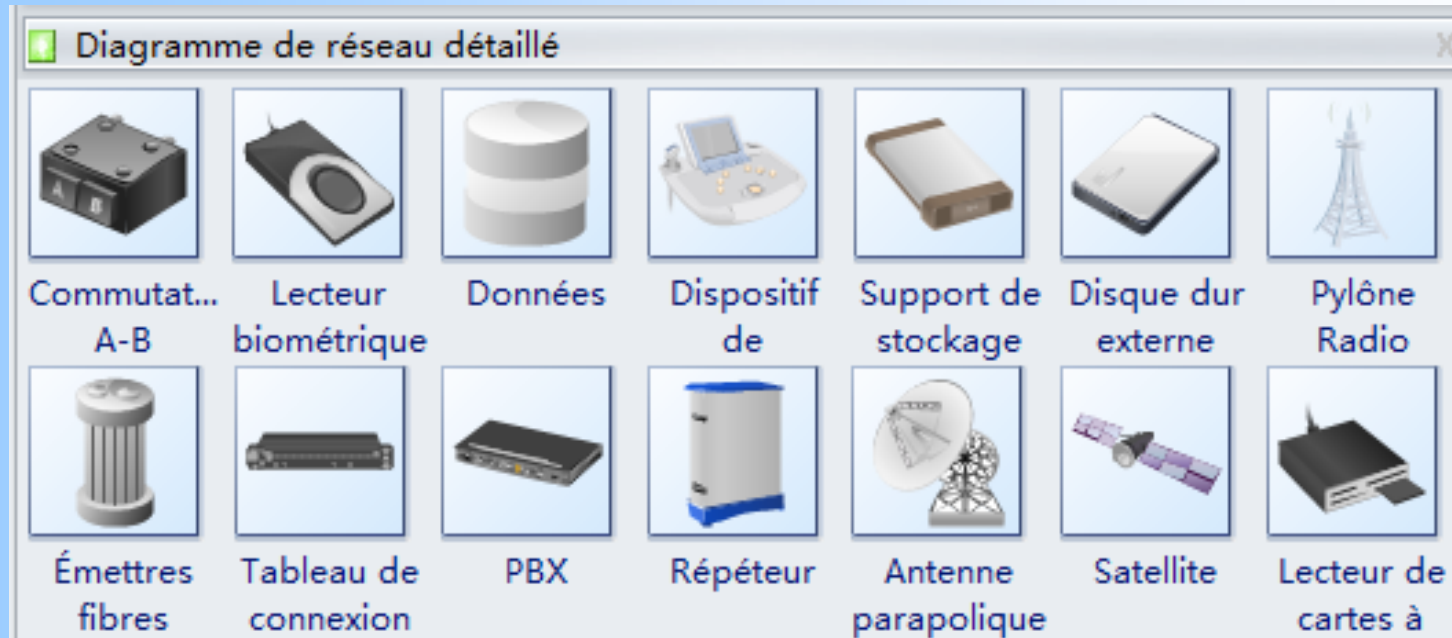 Diagramme de réseau détaillé
A B
Commutat... Lecteur Données Dispositif Support de Disque dur Pylône
A-B biométrique de stockage externe Radio
Émettres Tableau de PBX Répéteur Antenne Satellite Lecteur de
fibres connexion parapolique cartes à